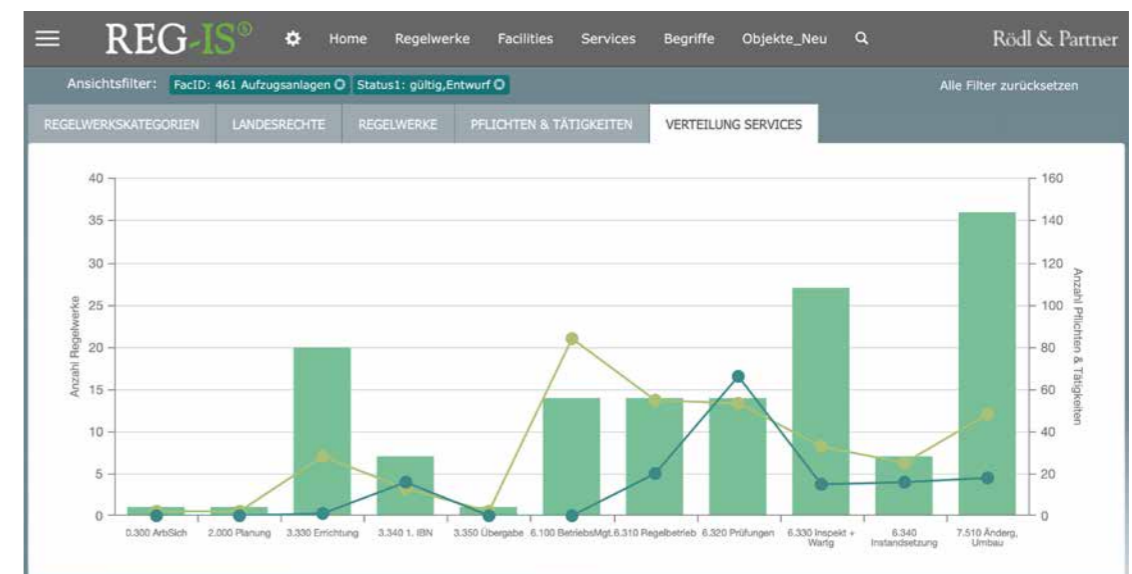 REG-IS®
Home Regelwerke Facilities Services Begriffe Objekte_Neu
Rödl & Partner
Ansichtsfilter: FacID: 461 Aufzugsanlagen Status1: gültig,Entwurf
Alle Filter zurücksetzen
REGELWERKSKATEGORIEN LANDESRECHTE REGELWERKE PFLICHTEN & TÄTIGKEITEN VERTEILUNG SERVICES
40 160
35 140
30 120
25 100
20 80
15 60
10 40
5 20
0 0
Anzahl Regelwerke
Anzahl Pflichten & Tätigkeiten
0.300 ArbSich 2.000 Planung 3.330 Errichtung 3.340 1. IBN 3.350 Übergabe 6.100 BetriebsMgt. 6.310 Regelbetrieb 6.320 Prüfungen 6.330 Inspekt + 6.340 7.510 Änderg,
Wartg Instandsetzung Umbau